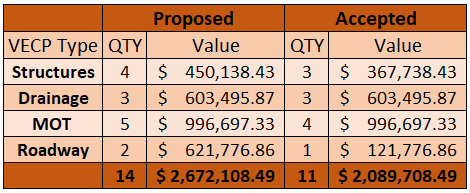 Proposed Accepted
VECP Type QTY Value QTY Value
Structures 4 $ 450,138.43 3 $ 367,738.43
Drainage 3 $ 603,495.87 3 $ 603,495.87
MOT 5 $ 996,697.33 4 $ 996,697.33
Roadway 2 $ 621,776.86 1 $ 121,776.86
14 $ 2,672,108.49 11 $ 2,089,708.49